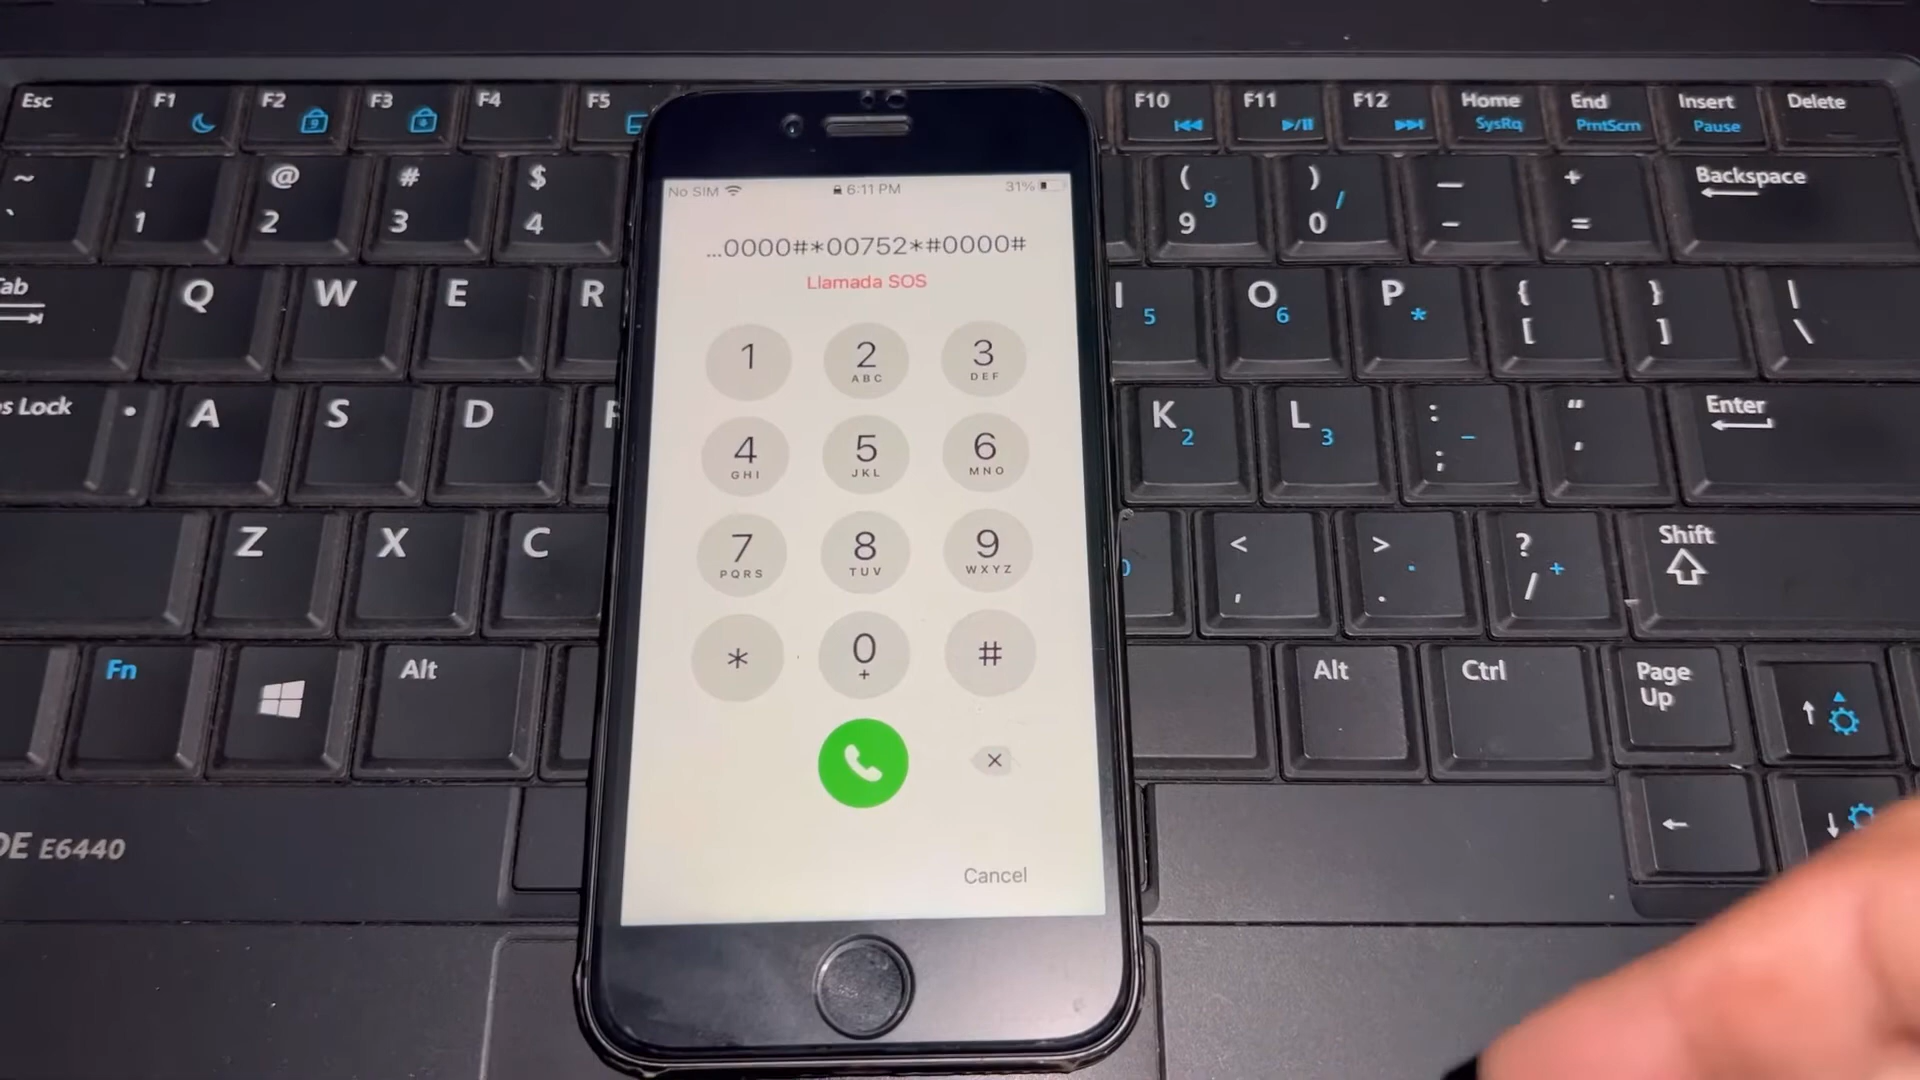 Esc F1 F2 F3 F4 F5 F10 F11 F12 Home End Insert Delete
SysRq PrntScrn Pause
No SIM 6:11 PM 31%
~ ! @ # $ ( ) — + Backspace
` 1 2 3 4 9 9 0 / - =
...0000#*00752*#0000#
Llamada SOS
Tab Q W E R I 5 O 6 P * { [ } ] | \
1
2 ABC
3 DEF
s Lock A S D K 2 L 3 : ; - " ' Enter
4 GHI
5 JKL
6 MNO
Z X C 0 < , > . . ? / + Shift
7 PQRS
8 TUV
9 WXYZ
* 0 + #
Fn Alt Alt Ctrl Page Up
DE E6440
Cancel